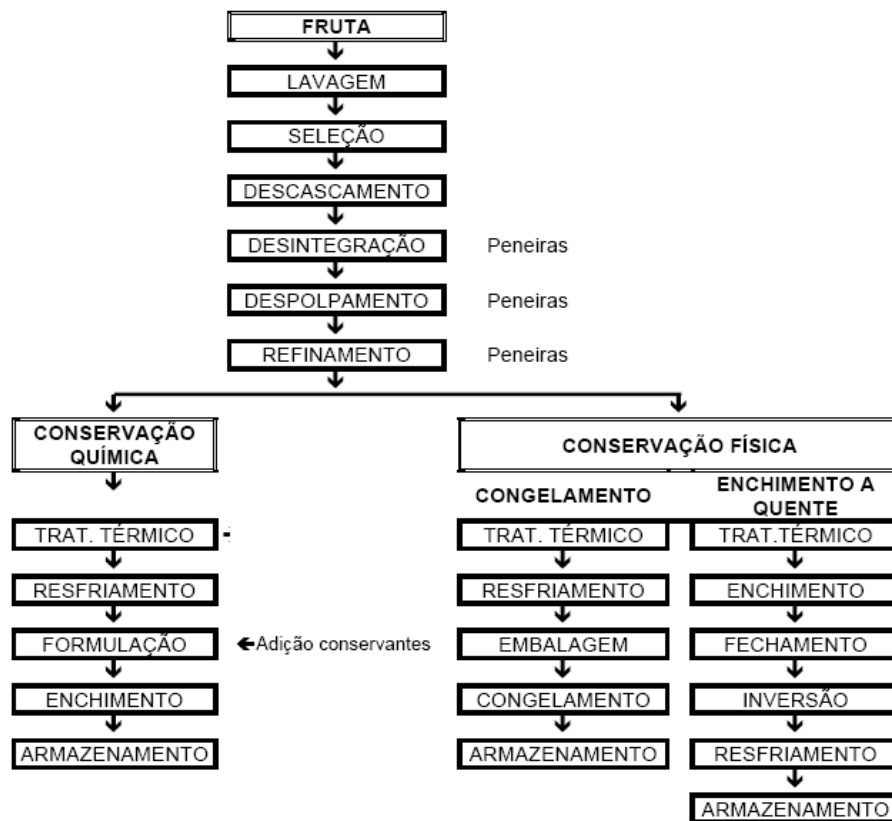 FRUTA
LAVAGEM
SELEÇÃO
DESCASCAMENTO
DESINTEGRAÇÃO
Peneiras
DESPOLPAMENTO
Peneiras
REFINAMENTO
Peneiras
CONSERVAÇÃO
QUÍMICA
TRAT. TÉRMICO
RESFRIAMENTO
FORMULAÇÃO
Adição conservantes
ENCHIMENTO
ARMAZENAMENTO
CONSERVAÇÃO FÍSICA
CONGELAMENTO
TRAT. TÉRMICO
RESFRIAMENTO
EMBALAGEM
CONGELAMENTO
ARMAZENAMENTO
ENCHIMENTO A
QUENTE
TRAT.TÉRMICO
ENCHIMENTO
FECHAMENTO
INVERSÃO
RESFRIAMENTO
ARMAZENAMENTO